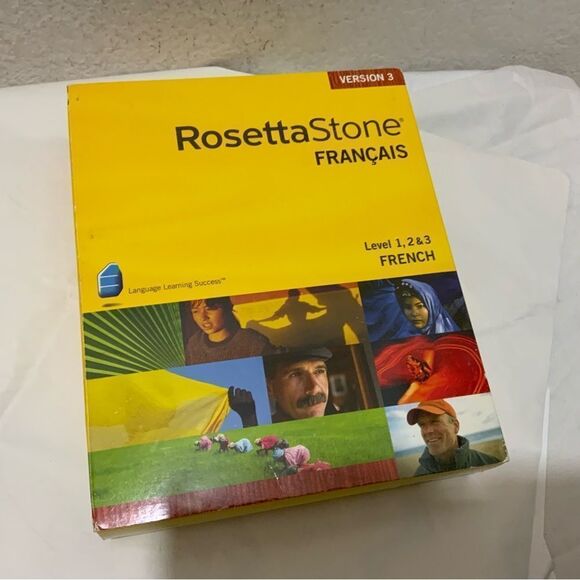 VERSION 3
RosettaStone®
FRANÇAIS
Level 1, 2 & 3
FRENCH
Language Learning Success™